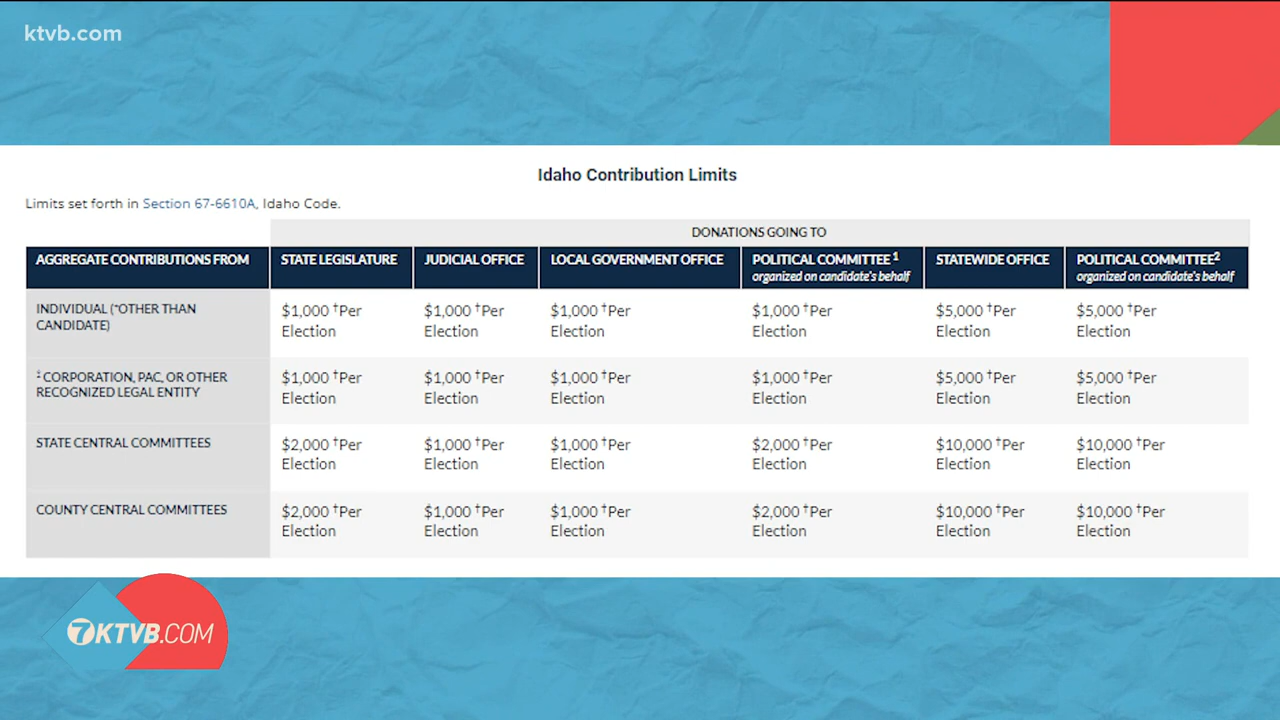 ktvb.com
Idaho Contribution Limits
Limits set forth in Section 67-6610A, Idaho Code.
DONATIONS GOING TO
AGGREGATE CONTRIBUTIONS FROM STATE LEGISLATURE JUDICIAL OFFICE LOCAL GOVERNMENT OFFICE POLITICAL COMMITTEE 1 STATEWIDE OFFICE POLITICAL COMMITTEE2
organized on candidate's behalf organized on candidate's behalf
INDIVIDUAL (*OTHER THAN $1,000 †Per $1,000 †Per $1,000 †Per $1,000 †Per $5,000 †Per $5,000 †Per
CANDIDATE) Election Election Election Election Election Election
‡ CORPORATION, PAC, OR OTHER $1,000 †Per $1,000 †Per $1,000 †Per $1,000 †Per $5,000 †Per $5,000 †Per
RECOGNIZED LEGAL ENTITY Election Election Election Election Election Election
STATE CENTRAL COMMITTEES $2,000 †Per $1,000 †Per $1,000 †Per $2,000 †Per $10,000 †Per $10,000 †Per
Election Election Election Election Election Election
COUNTY CENTRAL COMMITTEES $2,000 †Per $1,000 †Per $1,000 †Per $2,000 †Per $10,000 †Per $10,000 †Per
Election Election Election Election Election Election
7KTVB.COM